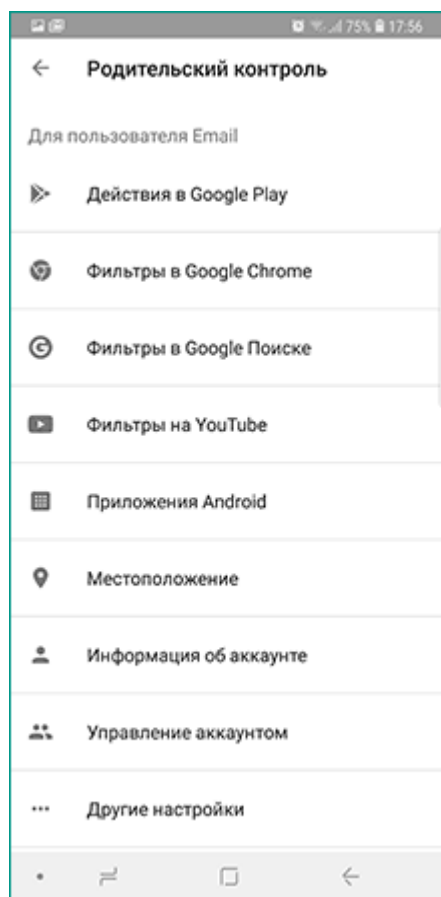 75% 17:56
Родительский контроль
Для пользователя Email
Действия в Google Play
Фильтры в Google Chrome
Фильтры в Google Поиске
Фильтры на YouTube
Приложения Android
Местоположение
Информация об аккаунте
Управление аккаунтом
Другие настройки